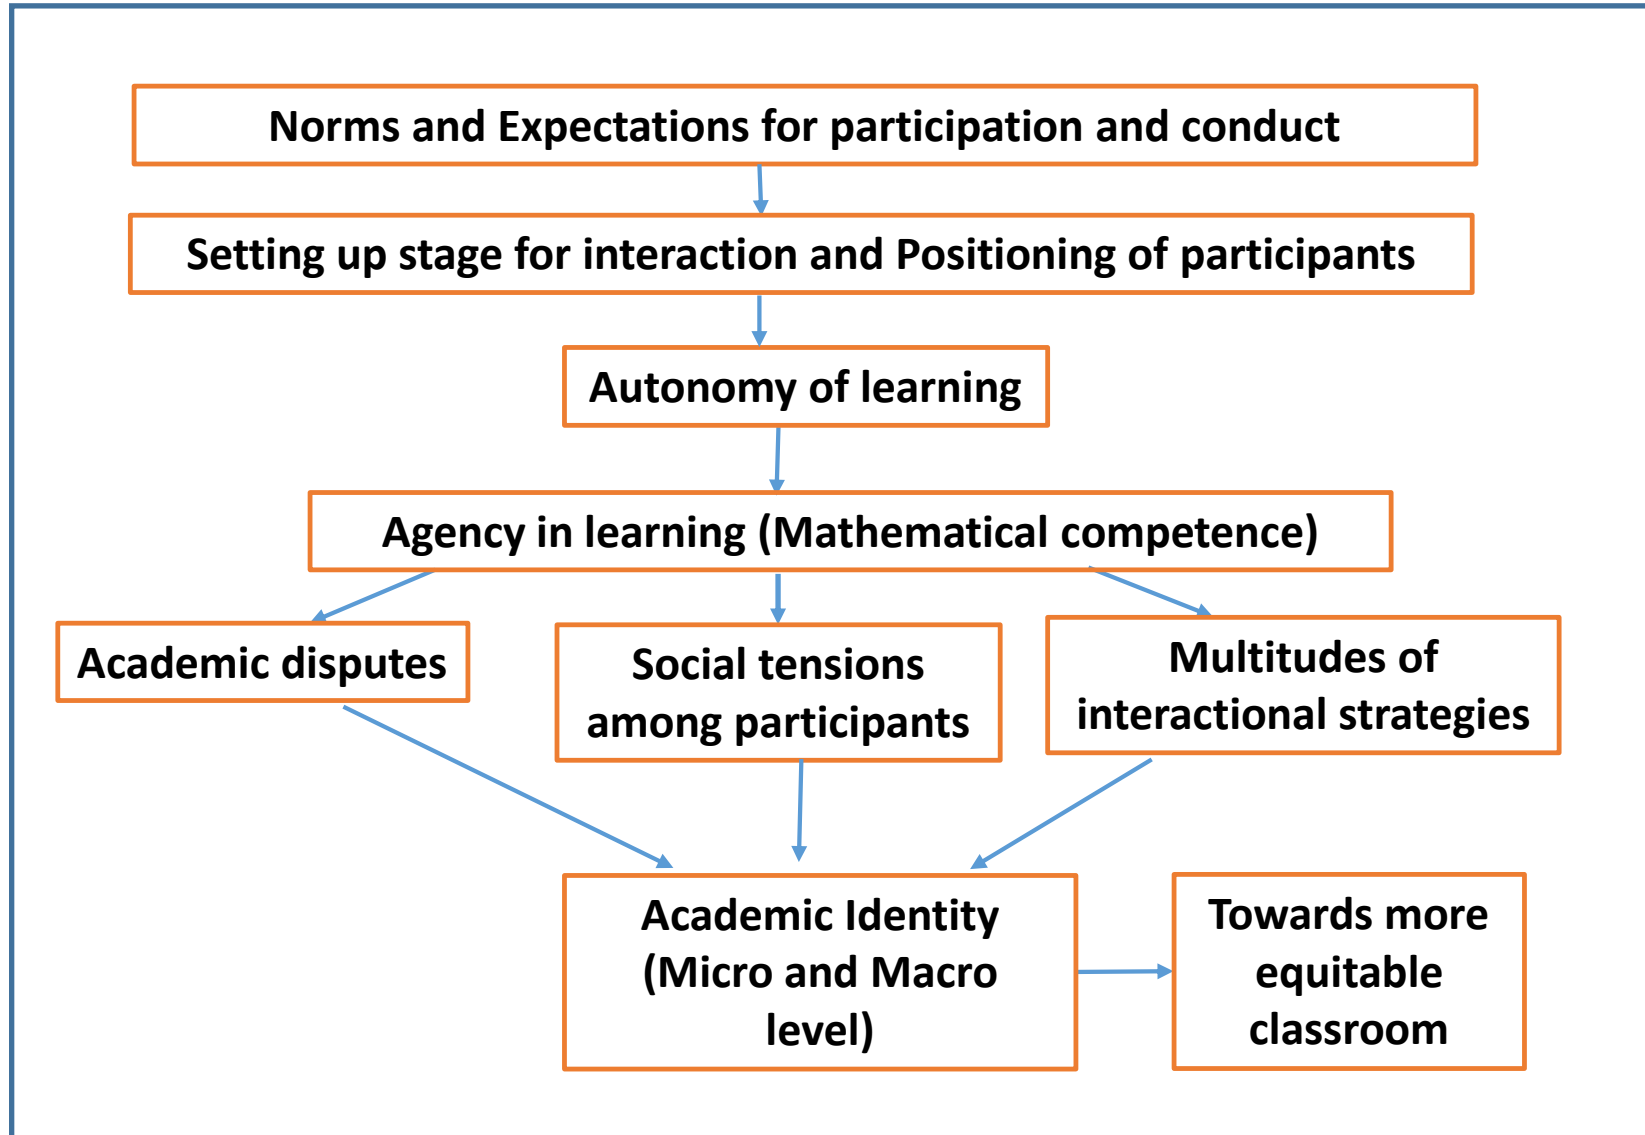 Norms and Expectations for participation and conduct
Setting up stage for interaction and Positioning of participants
Autonomy of learning
Agency in learning (Mathematical competence)
Academic disputes
Social tensions
among participants
Multitudes of
interactional strategies
Academic Identity
(Micro and Macro
level)
Towards more
equitable
classroom